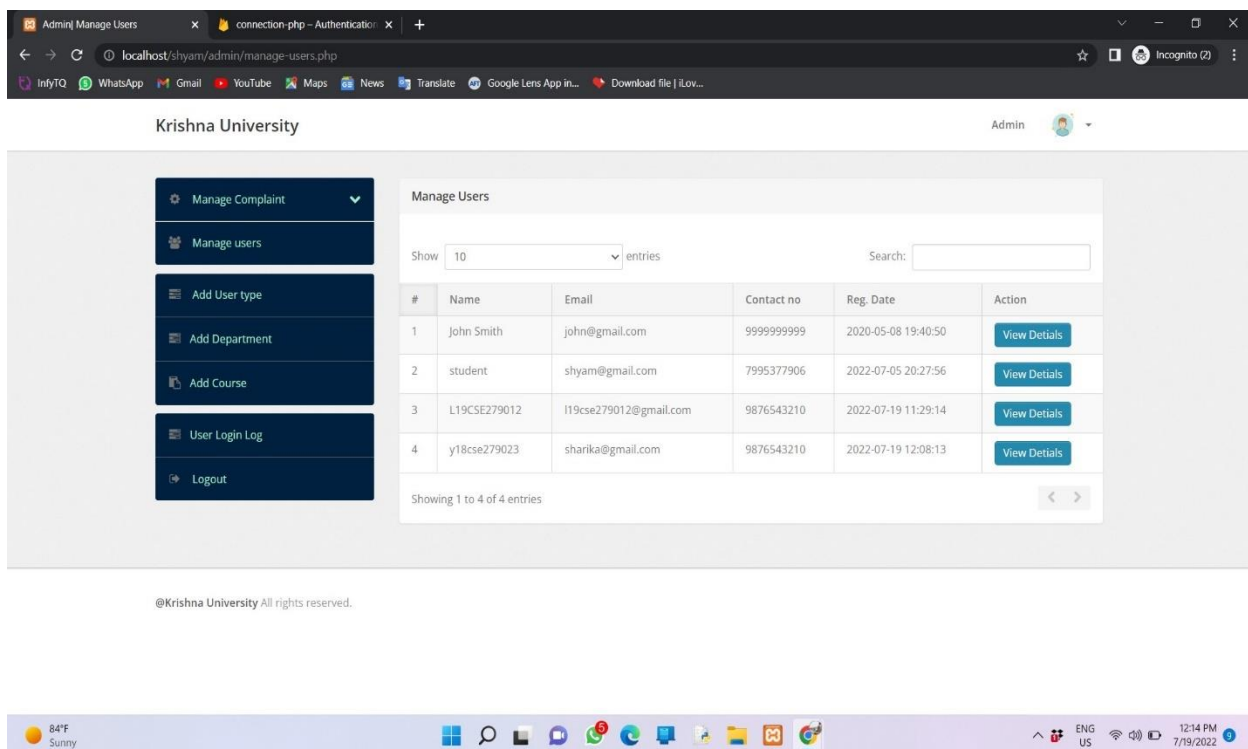 Admin| Manage Users
connection-php – Authentication
localhost/shyam/admin/manage-users.php
Incognito (2)
InfyTQ WhatsApp Gmail YouTube Maps News Translate Google Lens App in... Download file | iLov...
Krishna University
Admin
Manage Complaint
Manage users
Add User type
Add Department
Add Course
User Login Log
Logout
Manage Users
Show 10 entries Search:
# Name Email Contact no Reg. Date Action
1 John Smith john@gmail.com 9999999999 2020-05-08 19:40:50 View Detials
2 student shyam@gmail.com 7995377906 2022-07-05 20:27:56 View Detials
3 L19CSE279012 l19cse279012@gmail.com 9876543210 2022-07-19 11:29:14 View Detials
4 y18cse279023 sharika@gmail.com 9876543210 2022-07-19 12:08:13 View Detials
Showing 1 to 4 of 4 entries
@Krishna University All rights reserved.
84°F
Sunny
5
ENG
US
12:14 PM
7/19/2022
9